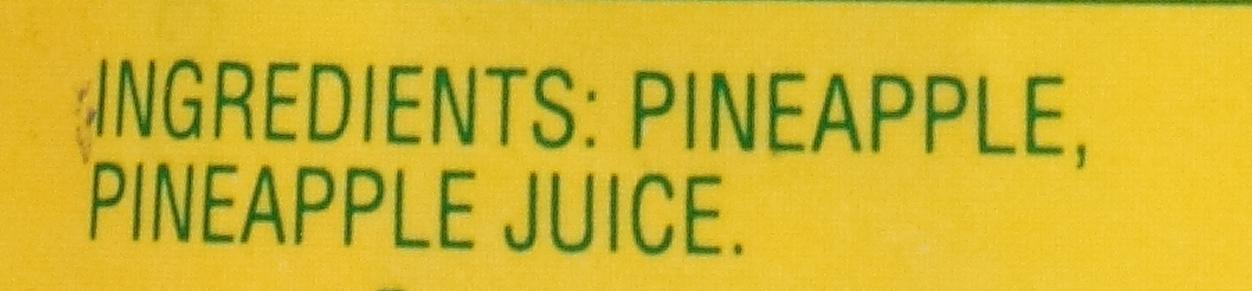 INGREDIENTS: PINEAPPLE,
PINEAPPLE JUICE.